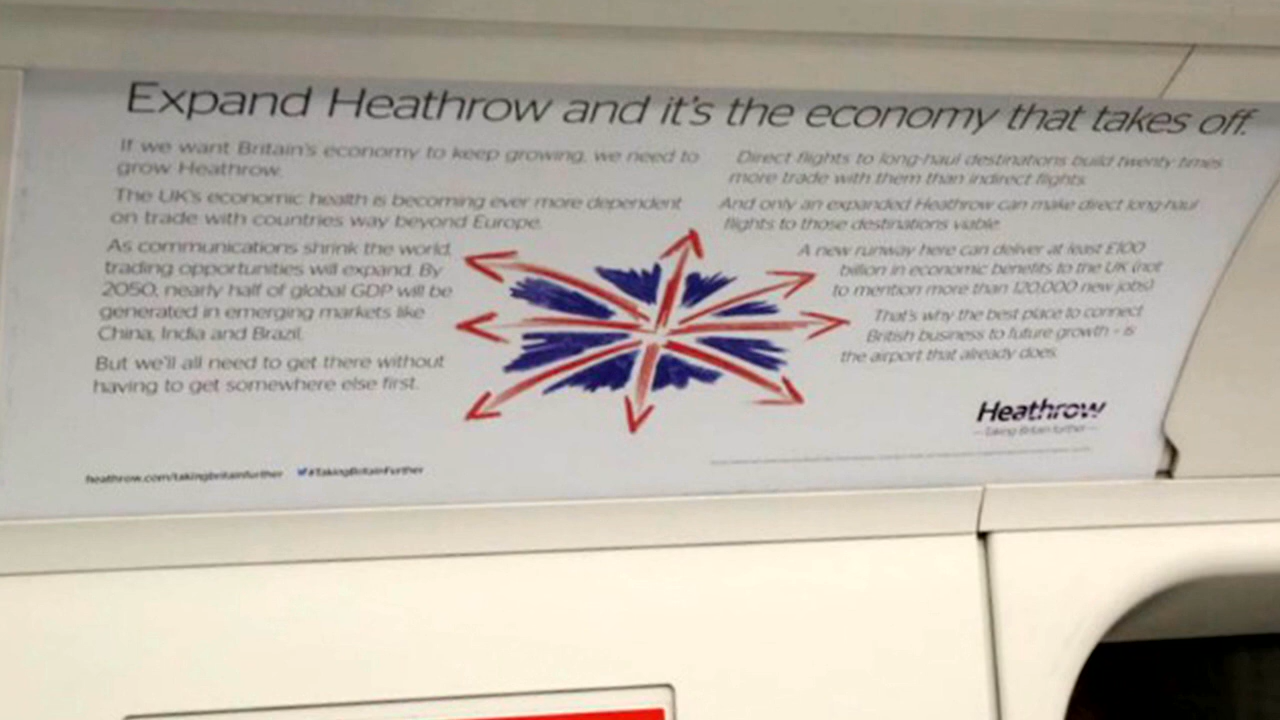 Expand Heathrow and it's the economy that takes off.
If we want Britain's economy to keep growing, we need to
grow Heathrow.
The UK's economic health is becoming ever more dependent
on trade with countries way beyond Europe.
As communications shrink the world,
trading opportunities will expand. By
2050, nearly half of global GDP will be
generated in emerging markets like
China, India and Brazil.
But we'll all need to get there without
having to get somewhere else first.
Direct flights to long-haul destinations build twenty times
more trade with them than indirect flights.
And only an expanded Heathrow can make direct long-haul
flights to those destinations viable.
A new runway here can deliver at least £100
billion in economic benefits to the UK (not
to mention more than 120,000 new jobs).
That's why the best place to connect
British business to future growth - is
the airport that already does.
Heathrow
Taking Britain further
heathrow.com/takingbritainfurther #TakingBritainFurther